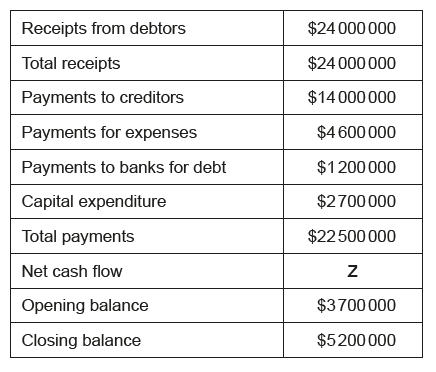 Receipts from debtors $24 000 000
Total receipts $24 000 000
Payments to creditors $14 000 000
Payments for expenses $4 600 000
Payments to banks for debt $1 200 000
Capital expenditure $2 700 000
Total payments $22 500 000
Net cash flow Z
Opening balance $3 700 000
Closing balance $5 200 000